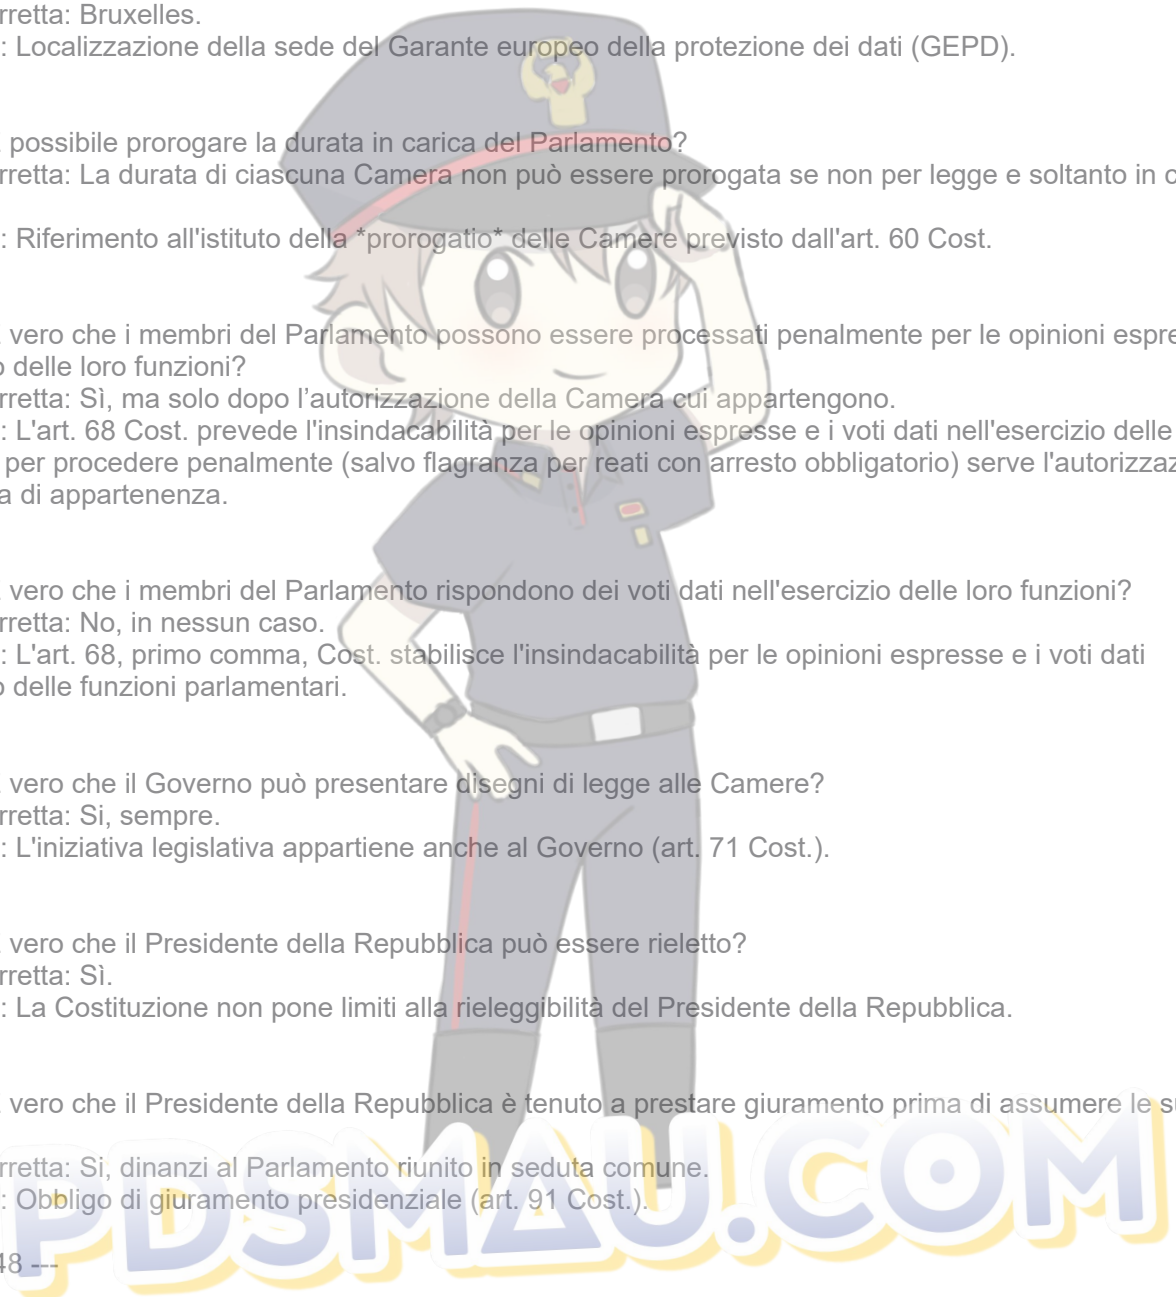 rretta: Bruxelles.
: Localizzazione della sede del Garante europeo della protezione dei dati (GEPD).
possibile prorogare la durata in carica del Parlamento?
rretta: La durata di ciascuna Camera non può essere prorogata se non per legge e soltanto in c
: Riferimento all'istituto della *prorogatio* delle Camere previsto dall'art. 60 Cost.
vero che i membri del Parlamento possono essere processati penalmente per le opinioni espre
o delle loro funzioni?
rretta: Sì, ma solo dopo l’autorizzazione della Camera cui appartengono.
: L'art. 68 Cost. prevede l'insindacabilità per le opinioni espresse e i voti dati nell'esercizio delle
per procedere penalmente (salvo flagranza per reati con arresto obbligatorio) serve l'autorizzaz
a di appartenenza.
vero che i membri del Parlamento rispondono dei voti dati nell'esercizio delle loro funzioni?
rretta: No, in nessun caso.
: L'art. 68, primo comma, Cost. stabilisce l'insindacabilità per le opinioni espresse e i voti dati
o delle funzioni parlamentari.
vero che il Governo può presentare disegni di legge alle Camere?
rretta: Si, sempre.
: L'iniziativa legislativa appartiene anche al Governo (art. 71 Cost.).
vero che il Presidente della Repubblica può essere rieletto?
rretta: Sì.
: La Costituzione non pone limiti alla rieleggibilità del Presidente della Repubblica.
vero che il Presidente della Repubblica è tenuto a prestare giuramento prima di assumere le s
rretta: Si, dinanzi al Parlamento riunito in seduta comune.
: Obbligo di giuramento presidenziale (art. 91 Cost.).
PDSMAU.COM
48 ---